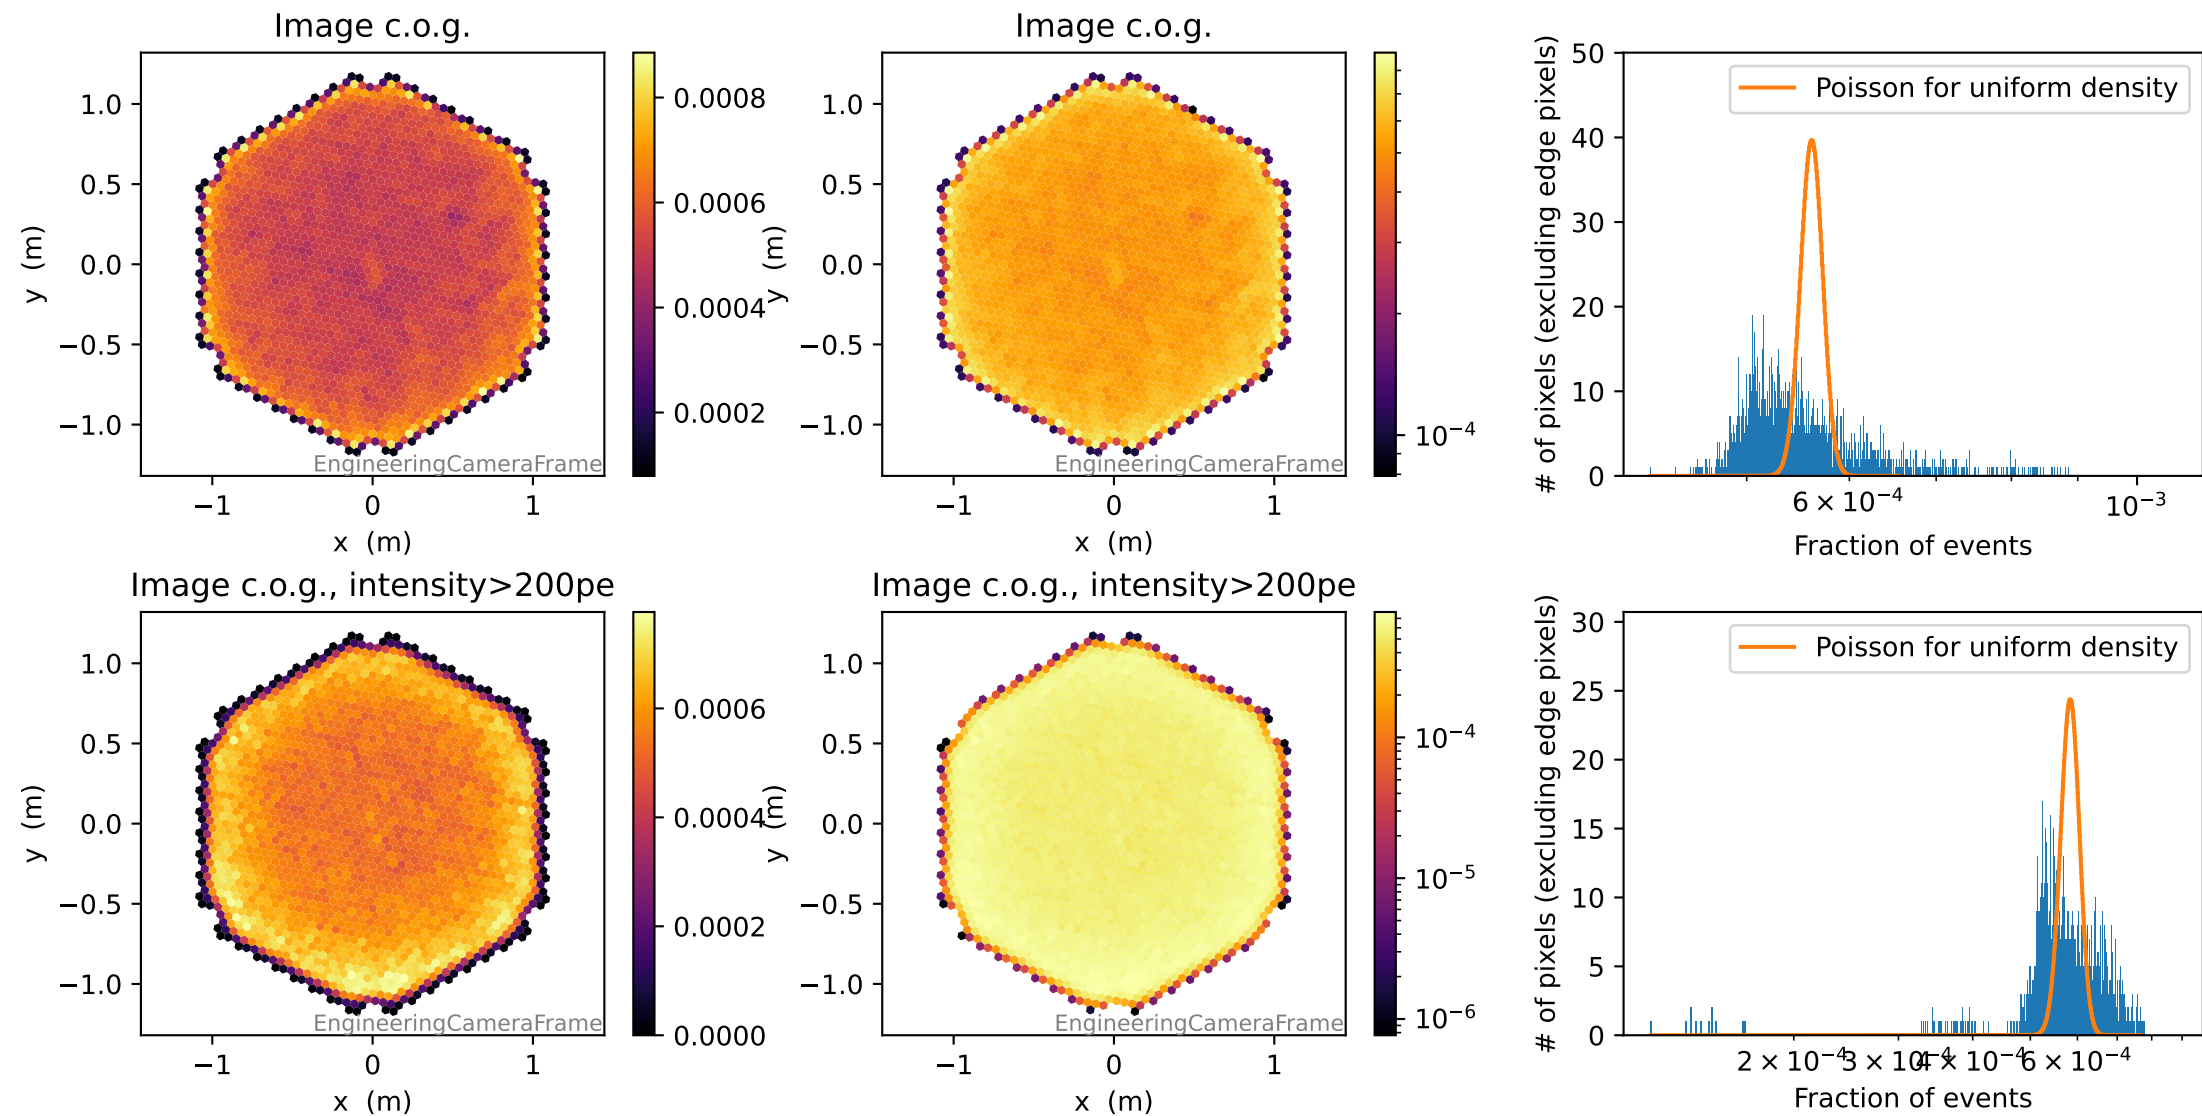 Image c.o.g.
1.0
0.5
0.0
−0.5
−1.0
y (m)
−1
0
1
x (m)
EngineeringCameraFrame
0.0008
0.0006
0.0004
0.0002
Image c.o.g.
1.0
0.5
0.0
−0.5
−1.0
y (m)
−1
0
1
x (m)
EngineeringCameraFrame
10⁻⁴
50
40
30
20
10
0
# of pixels (excluding edge pixels)
Poisson for uniform density
6 × 10⁻⁴
10⁻³
Fraction of events
Image c.o.g., intensity>200pe
1.0
0.5
0.0
−0.5
−1.0
y (m)
−1
0
1
x (m)
EngineeringCameraFrame
0.0006
0.0004
0.0002
0.0000
Image c.o.g., intensity>200pe
1.0
0.5
0.0
−0.5
−1.0
y (m)
−1
0
1
x (m)
EngineeringCameraFrame
10⁻⁴
10⁻⁵
10⁻⁶
30
25
20
15
10
5
0
# of pixels (excluding edge pixels)
Poisson for uniform density
2 × 10⁻⁴
3 × 10⁻⁴
4 × 10⁻⁴
6 × 10⁻⁴
Fraction of events